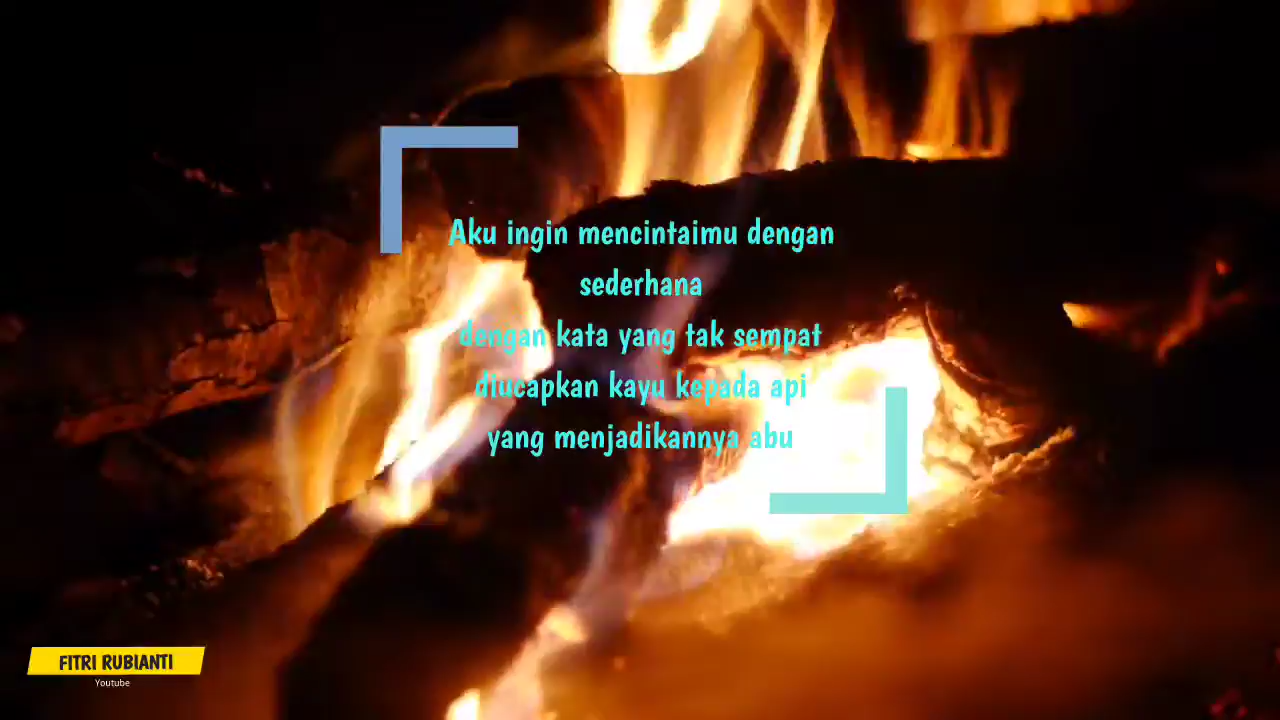 Aku ingin mencintaimu dengan
sederhana
dengan kata yang tak sempat
diucapkan kayu kepada api
yang menjadikannya abu
FITRI RUBIANTI
Youtube